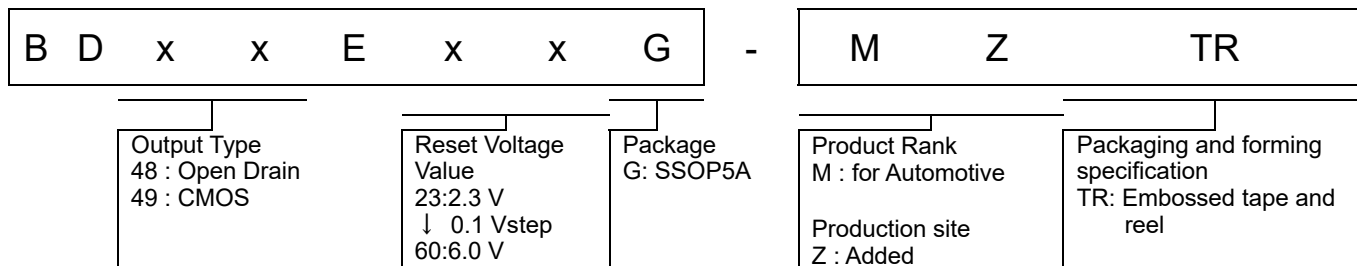 B D x x E x x G - M Z TR
Output Type
48 : Open Drain
49 : CMOS
Reset Voltage
Value
23:2.3 V
↓ 0.1 Vstep
60:6.0 V
Package
G: SSOP5A
Product Rank
M : for Automotive
Production site
Z : Added
Packaging and forming
specification
TR: Embossed tape and
reel